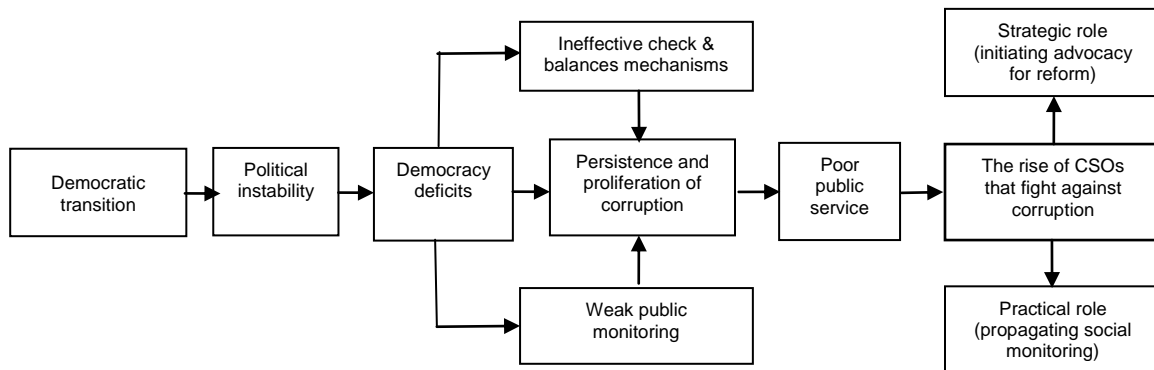 Democratic
transition
Political
instability
Democracy
deficits
Ineffective check &
balances mechanisms
Persistence and
proliferation of
corruption
Weak public
monitoring
Poor
public
service
Strategic role
(initiating advocacy
for reform)
The rise of CSOs
that fight against
corruption
Practical role
(propagating social
monitoring)